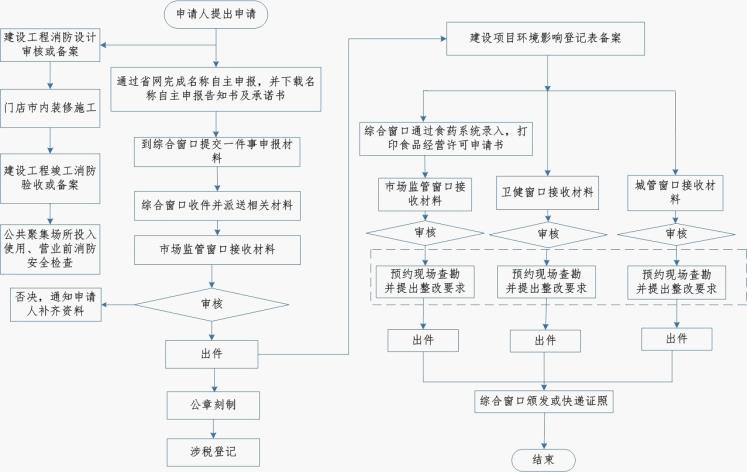 申请人提出申请
建设工程消防设计
审核或备案
门店市内装修施工
建设工程竣工消防
验收或备案
公共聚集场所投入
使用、营业前消防
安全检查
通过省网完成名称自主申报，并下载名
称自主申报告知书及承诺书
到综合窗口提交一件事申报材
料
综合窗口收件并派送相关材料
市场监管窗口接收材料
审核
否决，通知申请
人补齐资料
出件
公章刻制
涉税登记
建设项目环境影响登记表备案
综合窗口通过食药系统录入，打
印食品经营许可申请书
市场监管窗口接
收材料
卫健窗口接收材料
城管窗口接收材
料
审核
审核
审核
预约现场查勘
并提出整改要求
预约现场查勘
并提出整改要求
预约现场查勘
并提出整改要求
出件
出件
出件
综合窗口颁发或快递证照
结束